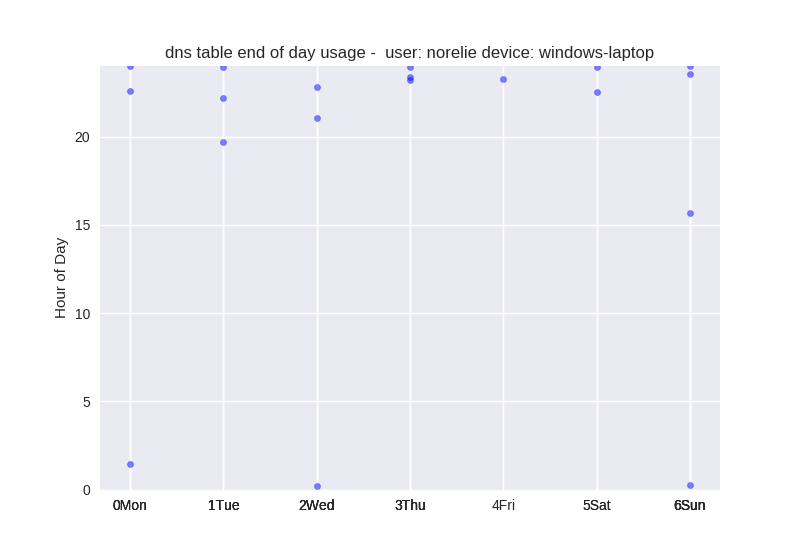 dns table end of day usage -  user: norelie device: windows-laptop
Hour of Day
20
15
10
5
0
0Mon 1Tue 2Wed 3Thu 4Fri 5Sat 6Sun